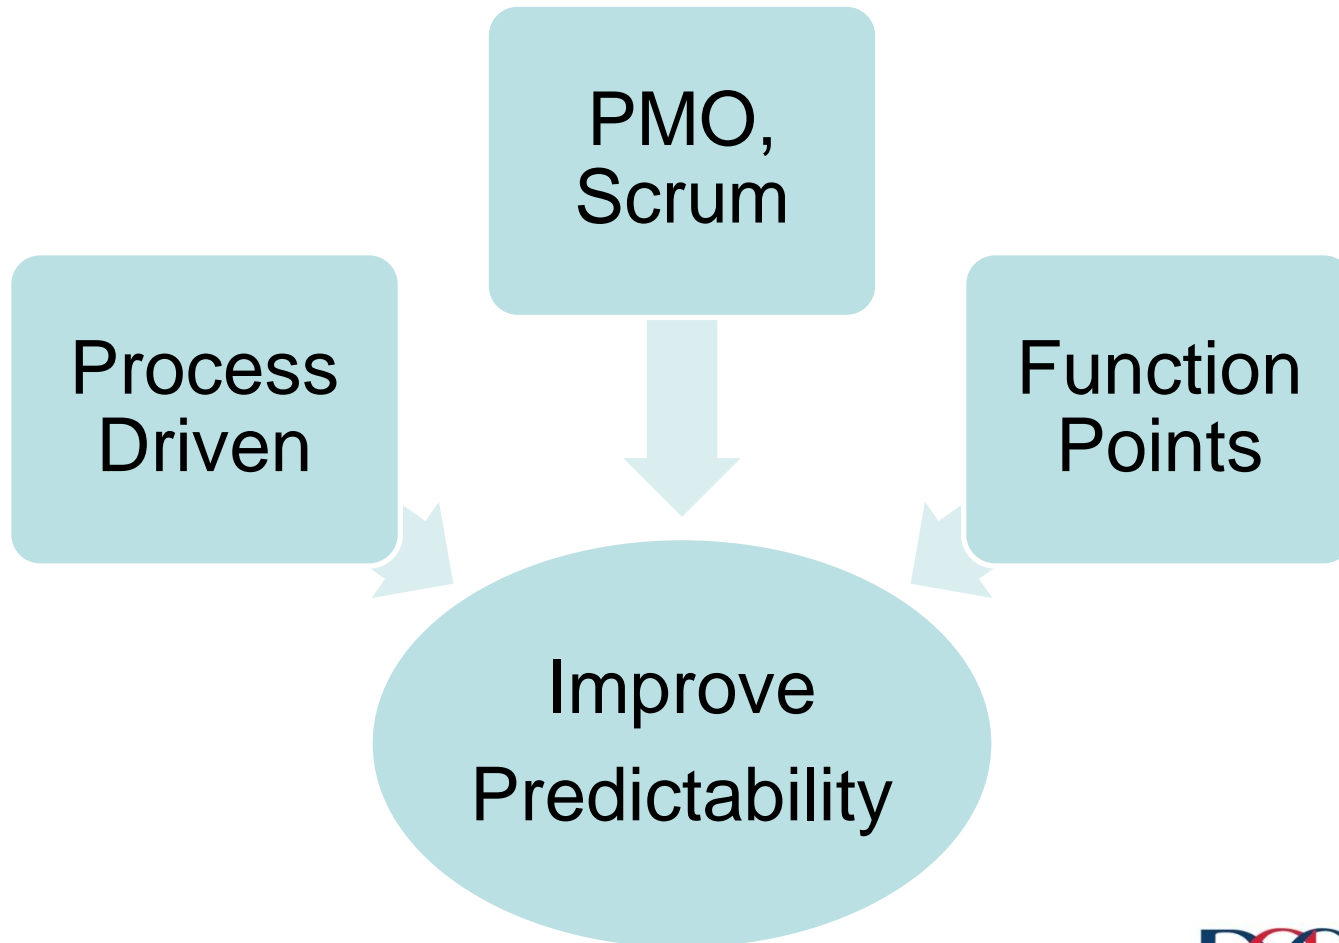 PMO,
Scrum
Process
Driven
Function
Points
Improve
Predictability